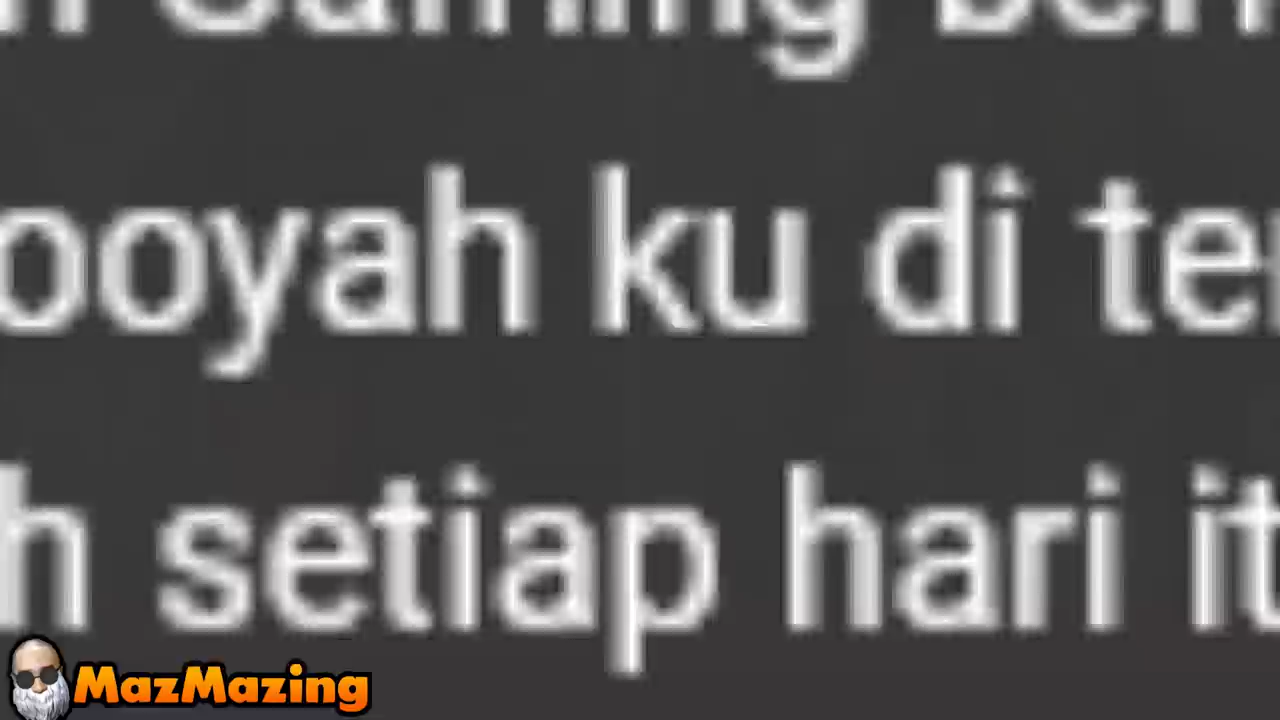 ooyah ku di te
h setiap hari it
MazMazing